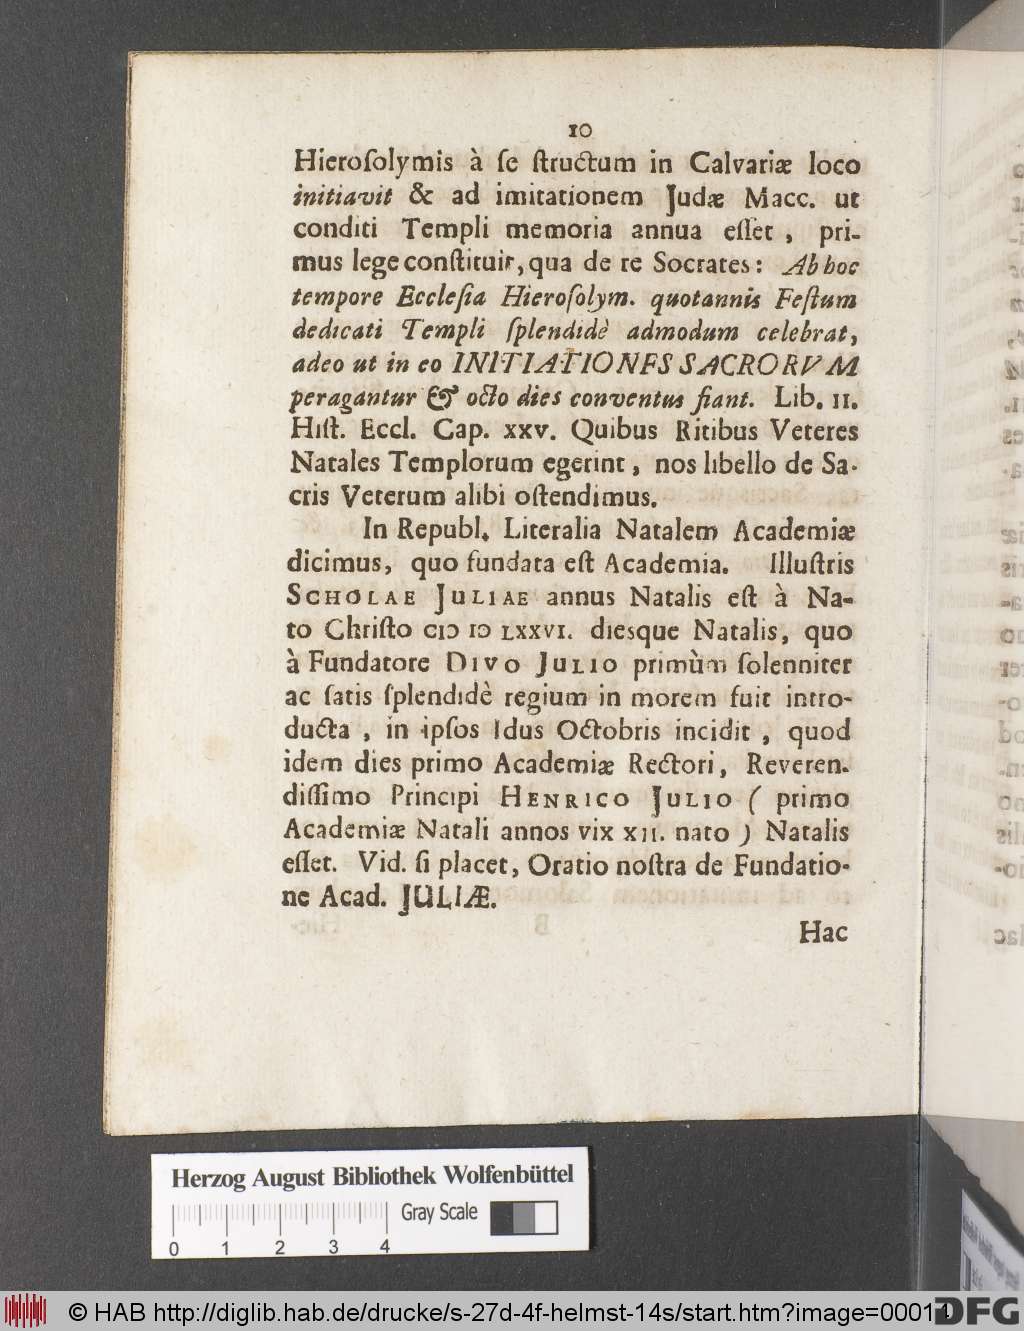 10
Hieroſolymis à ſe ſtructum in Calvariæ loco
initiavit & ad imitationem Judæ Macc. ut
conditi Templi memoria annua eſſet , pri-
mus lege conſtituit, qua de re Socrates: Ab hoc
tempore Eccleſia Hieroſolym. quotannis Feſtum
dedicati Templi ſplendidè admodum celebrat,
adeo ut in eo INITIATIONES SACRORVM
peragantur & octo dies conventus fiant. Lib. II.
Hiſt. Eccl. Cap. XXV. Quibus Ritibus Veteres
Natales Templorum egerint, nos libello de Sa-
cris Veterum alibi oſtendimus.
In Republ. Literalia Natalem Academiæ
dicimus, quo fundata eſt Academia. Illuſtris
SCHOLAE JULIAE annus Natalis eſt à Na-
to Chriſto CIↃ IↃ LXXVI. diesque Natalis, quo
à Fundatore DIVO JULIO primùm ſolenniter
ac ſatis ſplendidè regium in morem fuit intro-
ducta , in ipſos Idus Octobris incidit , quod
idem dies primo Academiæ Rectori, Reveren-
diſſimo Principi HENRICO JULIO ( primo
Academiæ Natali annos vix XII. nato ) Natalis
eſſet. Vid. ſi placet, Oratio noſtra de Fundatio-
ne Acad. JULIÆ.
Hac
Herzog August Bibliothek Wolfenbüttel
Gray Scale
0 1 2 3 4
© HAB http://diglib.hab.de/drucke/s-27d-4f-helmst-14s/start.htm?image=00014
DFG